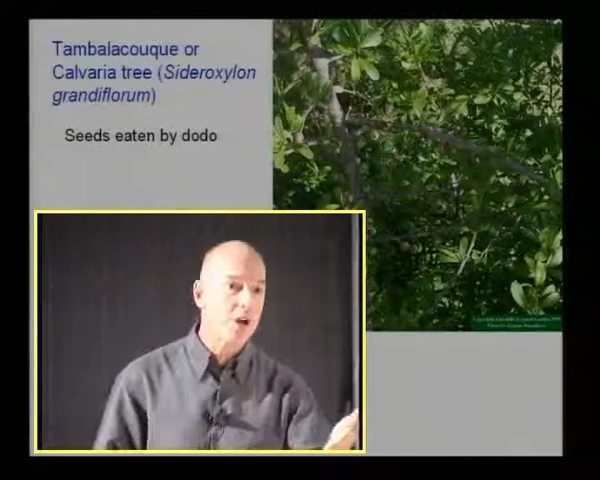 Tambalacouque or
Calvaria tree (Sideroxylon
grandiflorum)
Seeds eaten by dodo